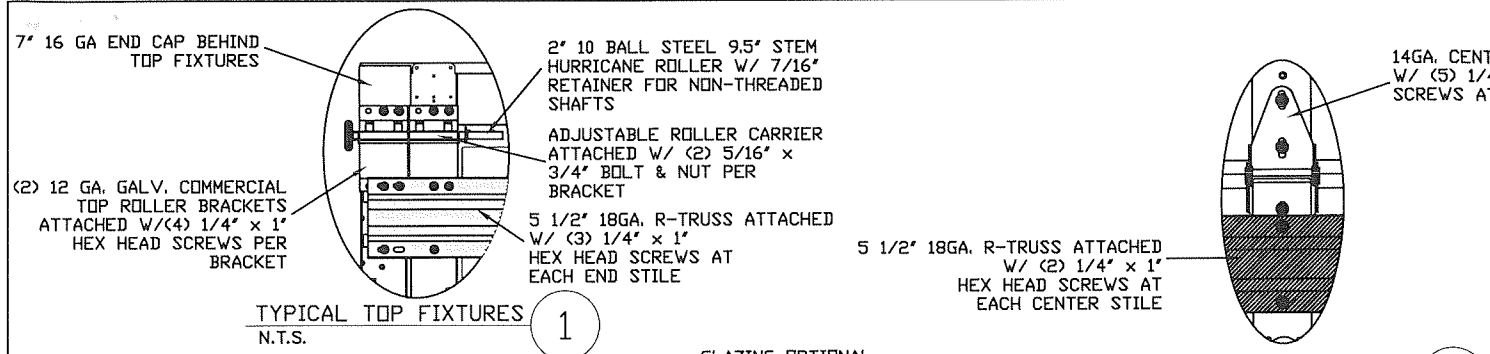 7" 16 GA END CAP BEHIND
TOP FIXTURES
2" 10 BALL STEEL 9.5" STEM
HURRICANE ROLLER W/ 7/16"
RETAINER FOR NON-THREADED
SHAFTS
ADJUSTABLE ROLLER CARRIER
ATTACHED W/ (2) 5/16" x
3/4" BOLT & NUT PER
BRACKET
(2) 12 GA. GALV. COMMERCIAL
TOP ROLLER BRACKETS
ATTACHED W/(4) 1/4" x 1"
HEX HEAD SCREWS PER
BRACKET
5 1/2" 18GA. R-TRUSS ATTACHED
W/ (3) 1/4" x 1"
HEX HEAD SCREWS AT
EACH END STILE
TYPICAL TOP FIXTURES
N.T.S.
1
14GA. CENT
W/ (5) 1/4
SCREWS AT
5 1/2" 18GA. R-TRUSS ATTACHED
W/ (2) 1/4" x 1"
HEX HEAD SCREWS AT
EACH CENTER STILE
GLAZING OPTIONAL